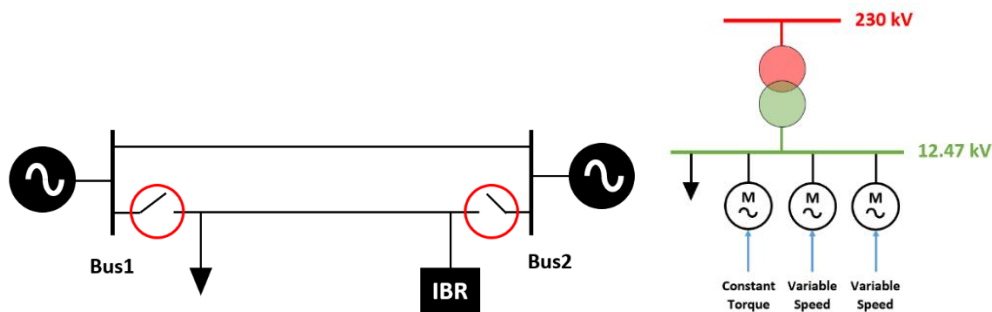 Bus1
IBR
Bus2
230 kV
12.47 kV
M
M
M
Constant
Torque
Variable
Speed
Variable
Speed